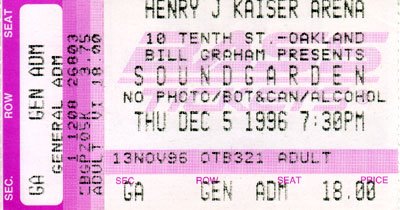 SEAT
GEN ADM
ROW
GA
SEC.
GENERAL ADM
ADULT
18.00
HENRY J KAISER ARENA
10 TENTH ST.-OAKLAND
BILL GRAHAM PRESENTS
SOUNDGARDEN
NO PHOTO/BOT&CAN/ALCOHOL
THU DEC 5 1996 7:30PM
13NOV96 OTB321 ADULT
SEC. ROW SEAT PRICE
GA GEN ADM 18.00